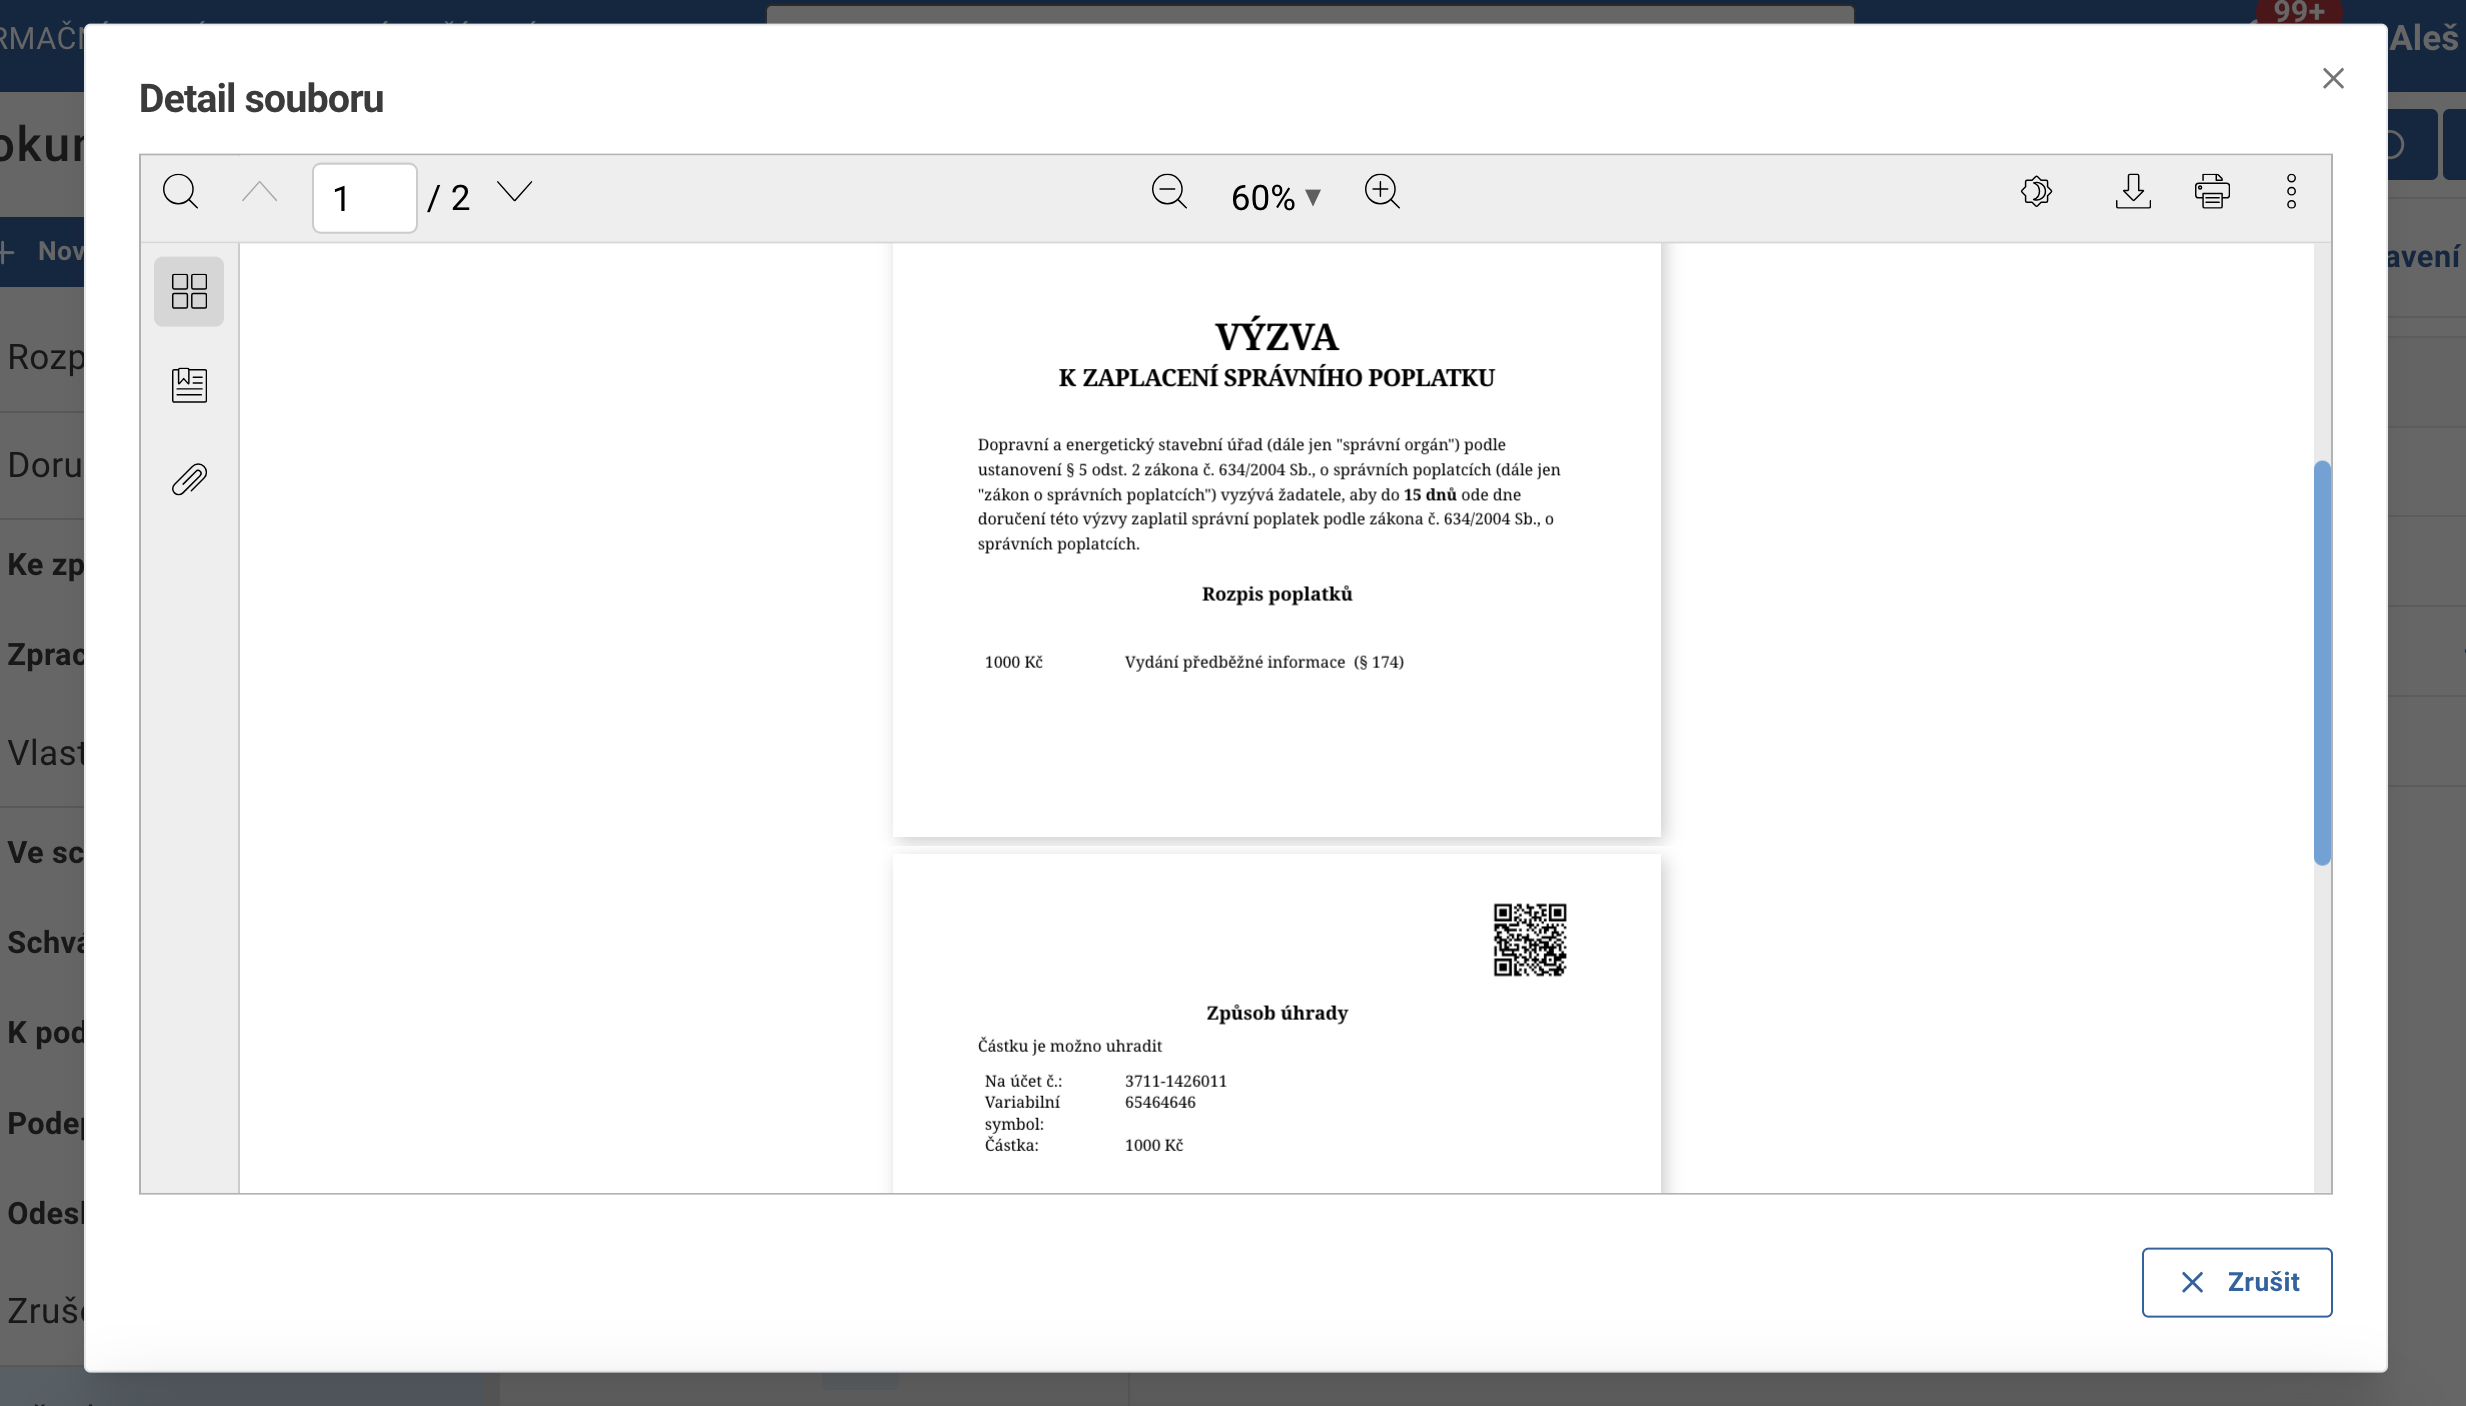 99+
Aleš
Detail souboru
1 / 2
60%
Nov
avení
Rozp
Doru
Ke zp
Zprac
Vlast
Ve sc
Schvá
K pod
Odesl
Zruše
VÝZVA
K ZAPLACENÍ SPRÁVNÍHO POPLATKU
Dopravní a energetický stavební úřad (dále jen "správní orgán") podle
ustanovení § 5 odst. 2 zákona č. 634/2004 Sb., o správních poplatcích (dále jen
"zákon o správních poplatcích") vyzývá žadatele, aby do 15 dnů ode dne
doručení této výzvy zaplatil správní poplatek podle zákona č. 634/2004 Sb., o
správních poplatcích.
Rozpis poplatků
1000 Kč Vydání předběžné informace (§ 174)
Způsob úhrady
Částku je možno uhradit
Na účet č.: 3711-1426011
Variabilní 65464646
symbol:
Částka: 1000 Kč
Zrušit